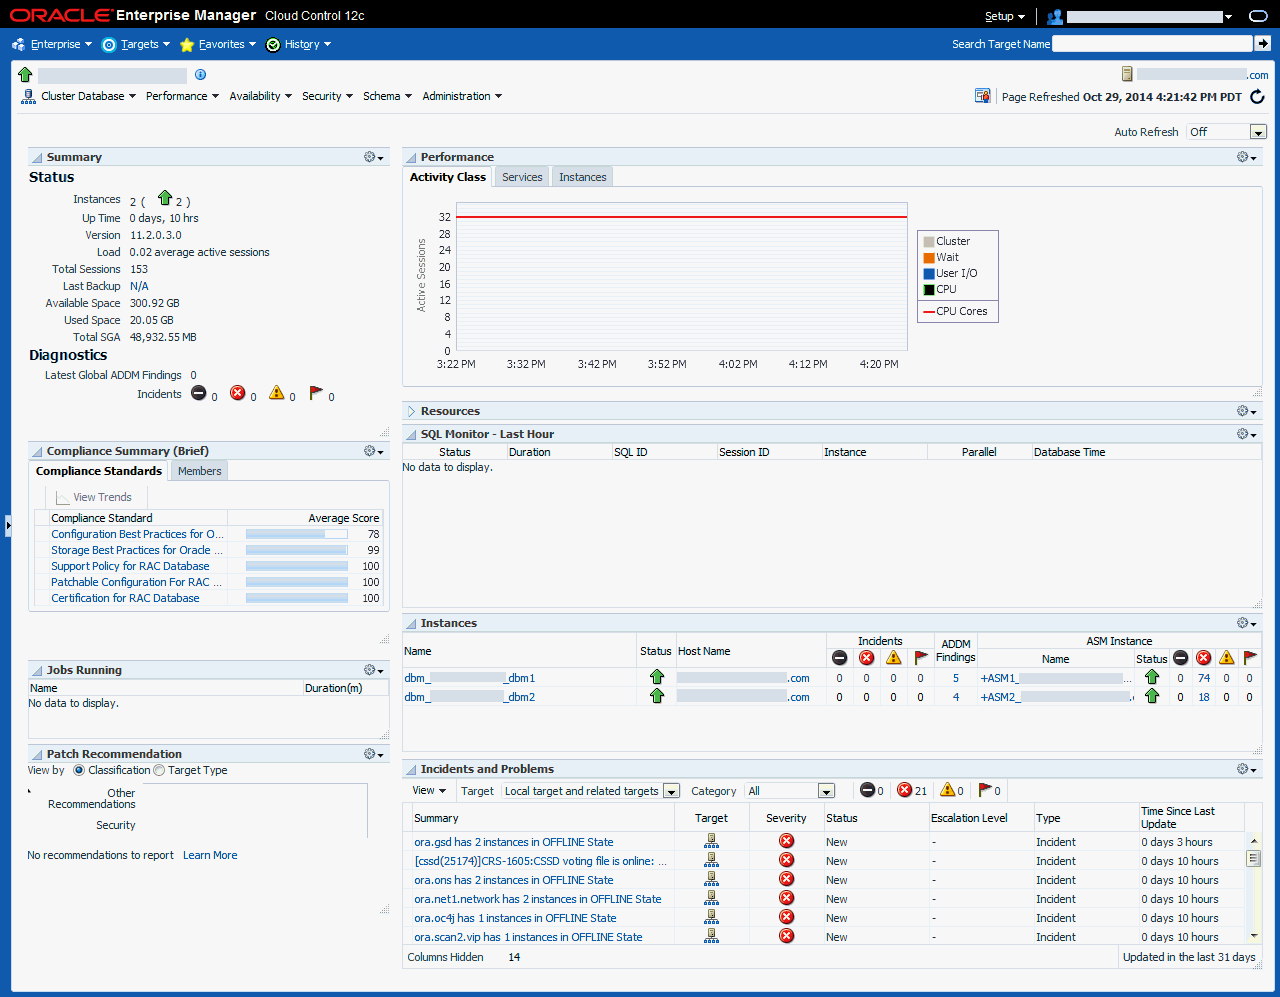 ORACLE Enterprise Manager Cloud Control 12c
Setup
Enterprise Targets Favorites History
Search Target Name
.com
Cluster Database Performance Availability Security Schema Administration
Page Refreshed Oct 29, 2014 4:21:42 PM PDT
Auto Refresh Off
Summary
Status
Instances 2 ( 2 )
Up Time 0 days, 10 hrs
Version 11.2.0.3.0
Load 0.02 average active sessions
Total Sessions 153
Last Backup N/A
Available Space 300.92 GB
Used Space 20.05 GB
Total SGA 48,932.55 MB
Diagnostics
Latest Global ADDM Findings 0
Incidents 0 0 0 0
Compliance Summary (Brief)
Compliance Standards Members
View Trends
Compliance Standard Average Score
Configuration Best Practices for O... 78
Storage Best Practices for Oracle ... 99
Support Policy for RAC Database 100
Patchable Configuration For RAC ... 100
Certification for RAC Database 100
Jobs Running
Name Duration(m)
No data to display.
Patch Recommendation
View by Classification Target Type
Other
Recommendations
Security
No recommendations to report Learn More
Performance
Activity Class Services Instances
Active Sessions
32
28
24
20
16
12
8
4
0
3:22 PM 3:32 PM 3:42 PM 3:52 PM 4:02 PM 4:12 PM 4:20 PM
Cluster
Wait
User I/O
CPU
CPU Cores
Resources
SQL Monitor - Last Hour
Status Duration SQL ID Session ID Instance Parallel Database Time
No data to display.
Instances
Name Status Host Name Incidents ADDM Findings ASM Instance
Name Status
dbm_ _dbm1 .com 0 0 0 0 5 +ASM1_ ... 0 74 0 0
dbm_ _dbm2 .com 0 0 0 0 4 +ASM2_ . 0 18 0 0
Incidents and Problems
View Target Local target and related targets Category All 0 21 0 0
Summary Target Severity Status Escalation Level Type Time Since Last Update
ora.gsd has 2 instances in OFFLINE State New - Incident 0 days 3 hours
[cssd(25174)]CRS-1605:CSSD voting file is online: ... New - Incident 0 days 10 hours
ora.ons has 2 instances in OFFLINE State New - Incident 0 days 10 hours
ora.net1.network has 2 instances in OFFLINE State New - Incident 0 days 10 hours
ora.oc4j has 1 instances in OFFLINE State New - Incident 0 days 10 hours
ora.scan2.vip has 1 instances in OFFLINE State New - Incident 0 days 10 hours
Columns Hidden 14
Updated in the last 31 days